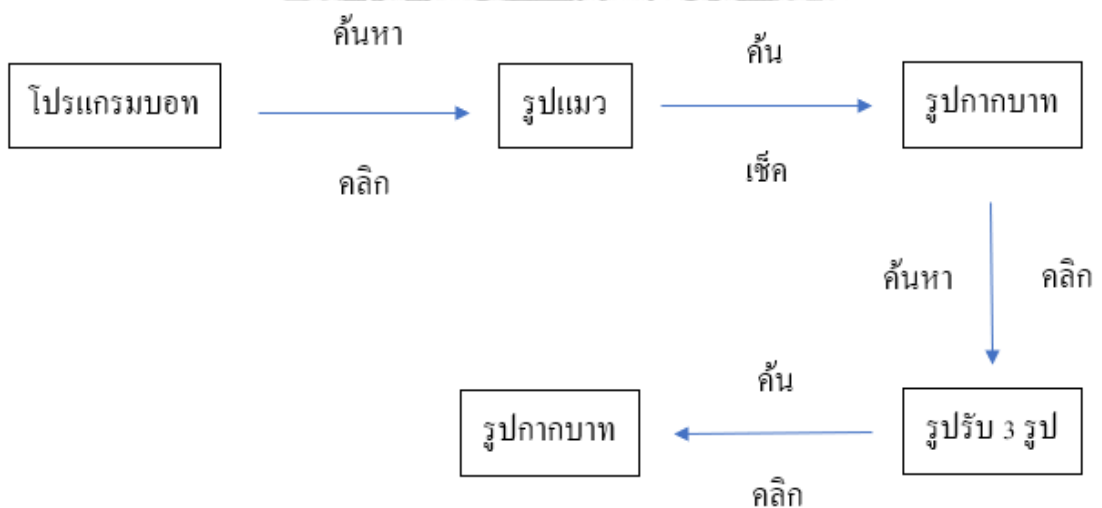 ค้นหา
ค้น
โปรแกรมบอท
รูปแมว
รูปกากบาท
คลิก
เช็ค
ค้นหา
คลิก
ค้น
รูปกากบาท
รูปรับ 3 รูป
คลิก